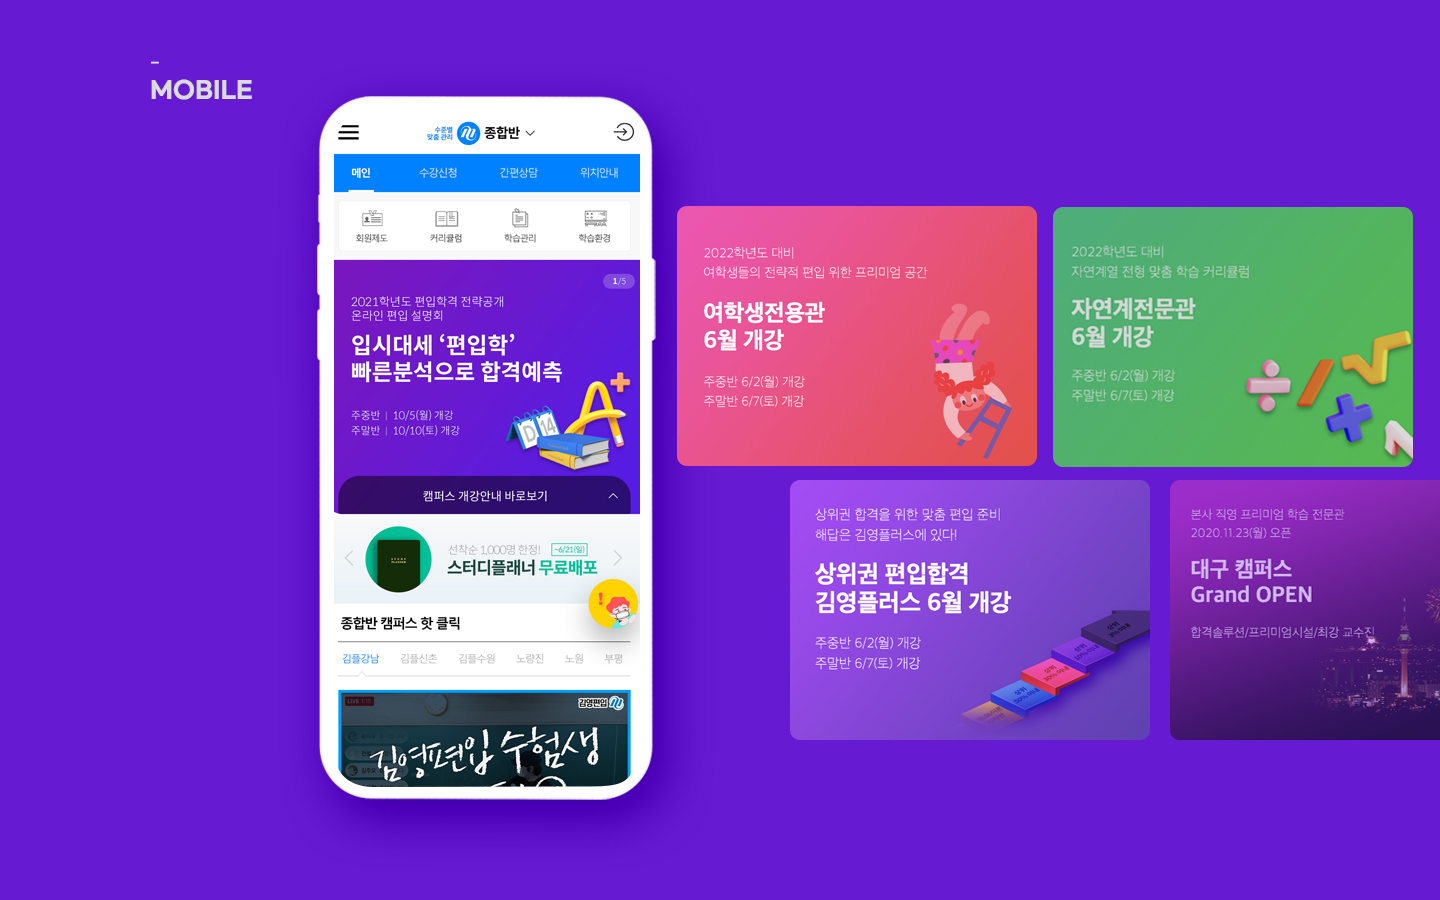 MOBILE
수준별
맞춤 관리
종합반
메인
수강신청
간편상담
위치안내
회원제도
커리큘럼
학습관리
학습환경
1/5
2021학년도 편입학격 전략공개
온라인 편입 설명회
입시대세 ‘편입학’
빠른분석으로 합격예측
주중반 | 10/5(월) 개강
주말반 | 10/10(토) 개강
D 14
캠퍼스 개강안내 바로보기
선착순 1,000명 한정!
~6/21(일)
스터디플래너 무료배포
종합반 캠퍼스 핫 클릭
김플강남
김플신촌
김플수원
노량진
노원
부평
LIVE
김영편입
김영편입 수험생
2022학년도 대비
여학생들의 전략적 편입 위한 프리미엄 공간
여학생전용관
6월 개강
주중반 6/2(월) 개강
주말반 6/7(토) 개강
2022학년도 대비
자연계열 전형 맞춤 학습 커리큘럼
자연계전문관
6월 개강
주중반 6/2(월) 개강
주말반 6/7(토) 개강
상위권 합격을 위한 맞춤 편입 준비
해답은 김영플러스에 있다!
상위권 편입합격
김영플러스 6월 개강
주중반 6/2(월) 개강
주말반 6/7(토) 개강
상위
상위
상위
본사 직영 프리미엄 학습 전문관
2020.11.23(월) 오픈
대구 캠퍼스
Grand OPEN
합격솔루션/프리미엄시설/최강 교수진